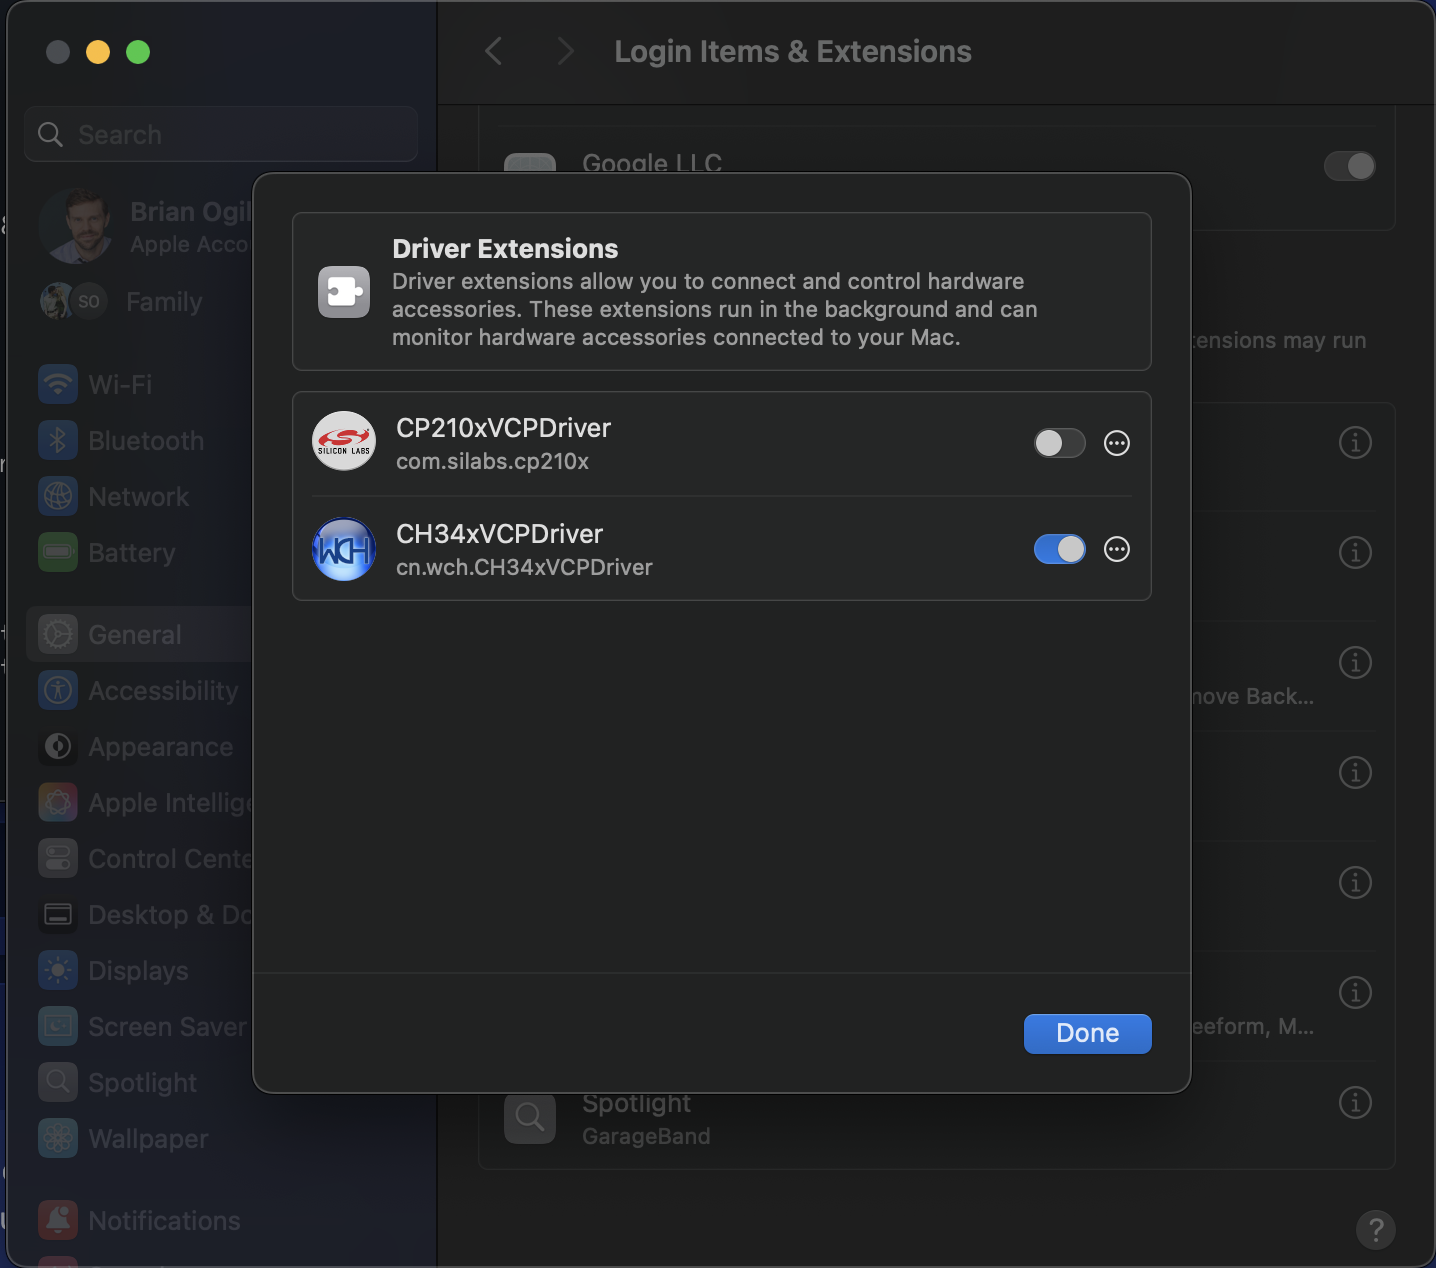 Login Items & Extensions
Search
Google LLC
Brian Ogil
Apple Acco
SO
Family
Driver Extensions
Driver extensions allow you to connect and control hardware
accessories. These extensions run in the background and can
monitor hardware accessories connected to your Mac.
tensions may run
Wi-Fi
Bluetooth
Network
Battery
General
Accessibility
Appearance
Apple Intellige
Control Cente
Desktop & Do
Displays
Screen Saver
Spotlight
Wallpaper
Notifications
SILICON LABS
CP210xVCPDriver
com.silabs.cp210x
WCH
CH34xVCPDriver
cn.wch.CH34xVCPDriver
move Back...
eeform, M...
Done
Spotlight
GarageBand
?